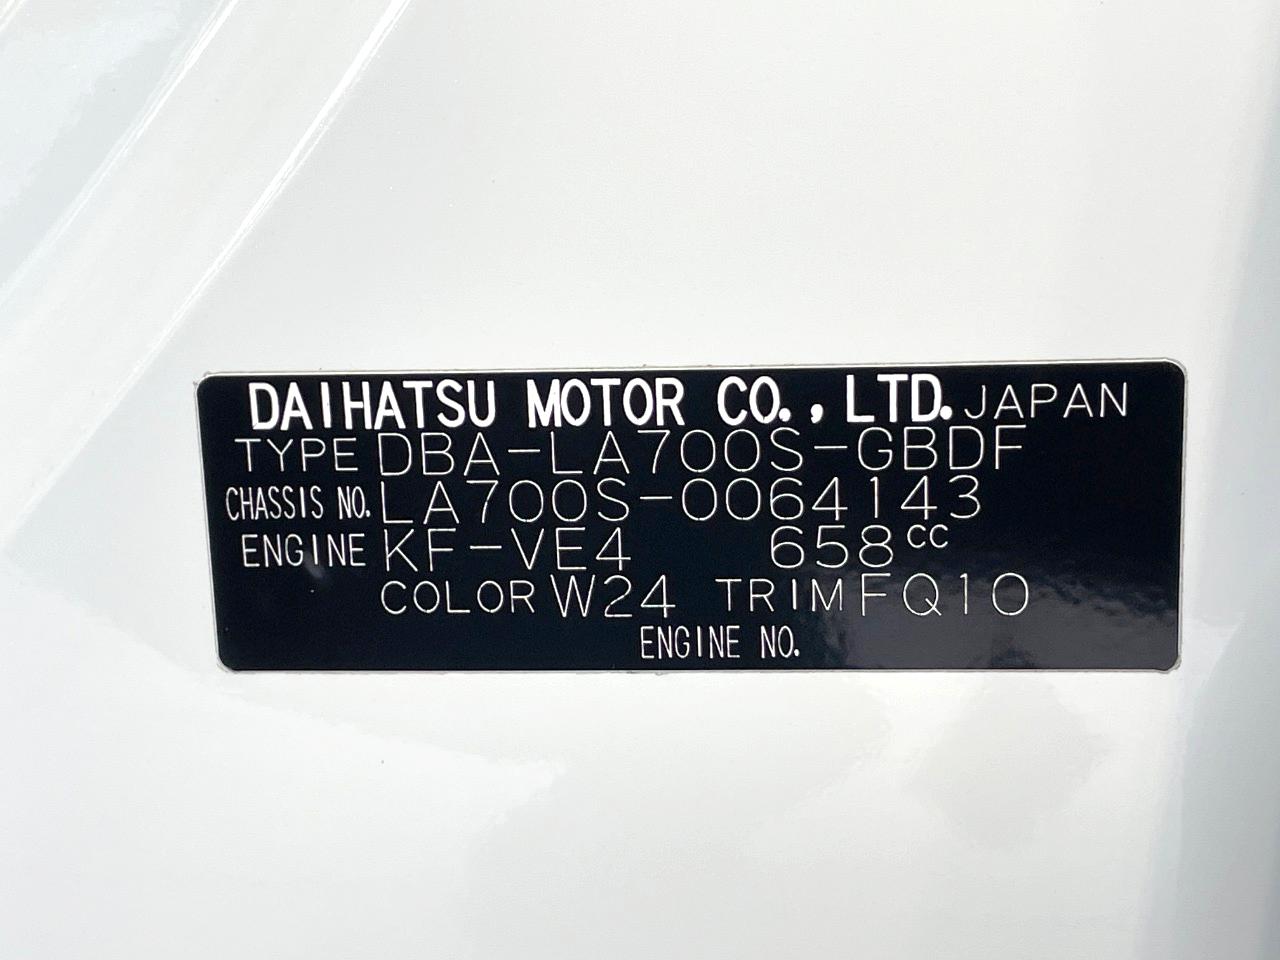 DAIHATSU MOTOR CO., LTD. JAPAN
TYPE DBA-LA700S-GBDF
CHASSIS NO. LA700S-0064143
ENGINE KF-VE4 658cc
COLOR W24 TRIM FQ10
ENGINE NO.